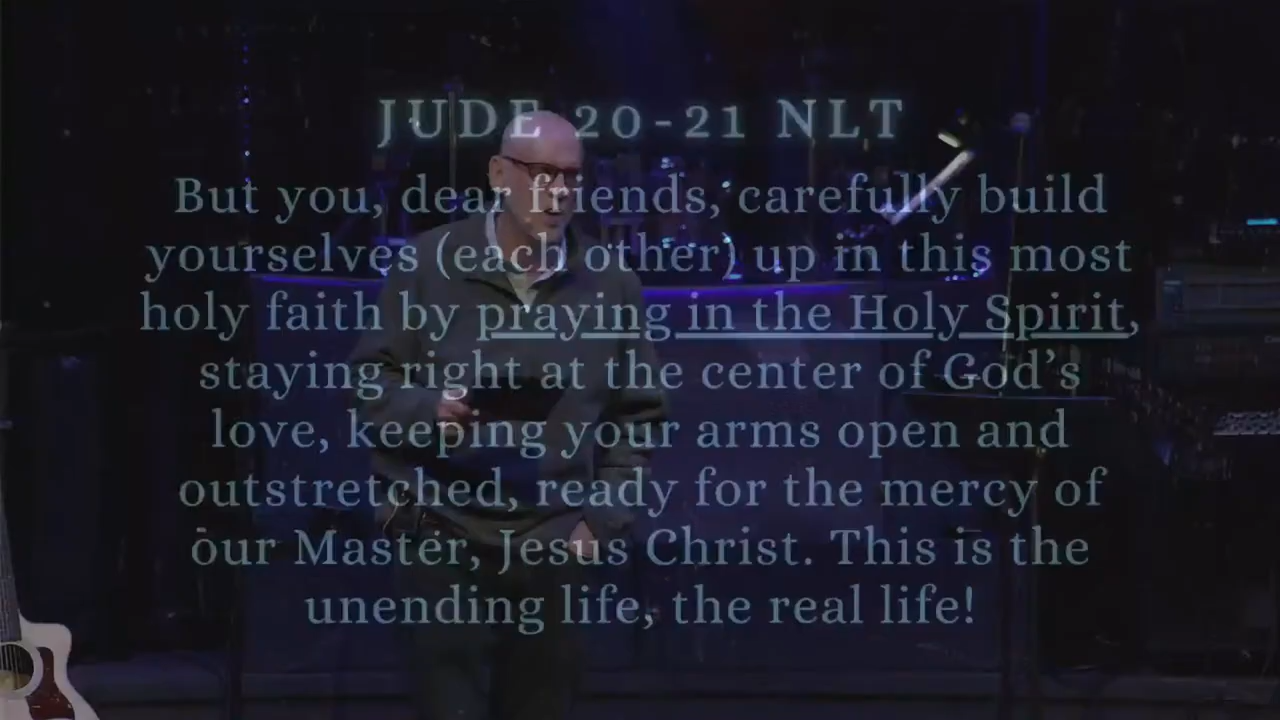 JUDE 20-21 NLT
But you, dear friends, carefully build
yourselves (each other) up in this most
holy faith by praying in the Holy Spirit,
staying right at the center of God's
love, keeping your arms open and
outstretched, ready for the mercy of
our Master, Jesus Christ. This is the
unending life, the real life!